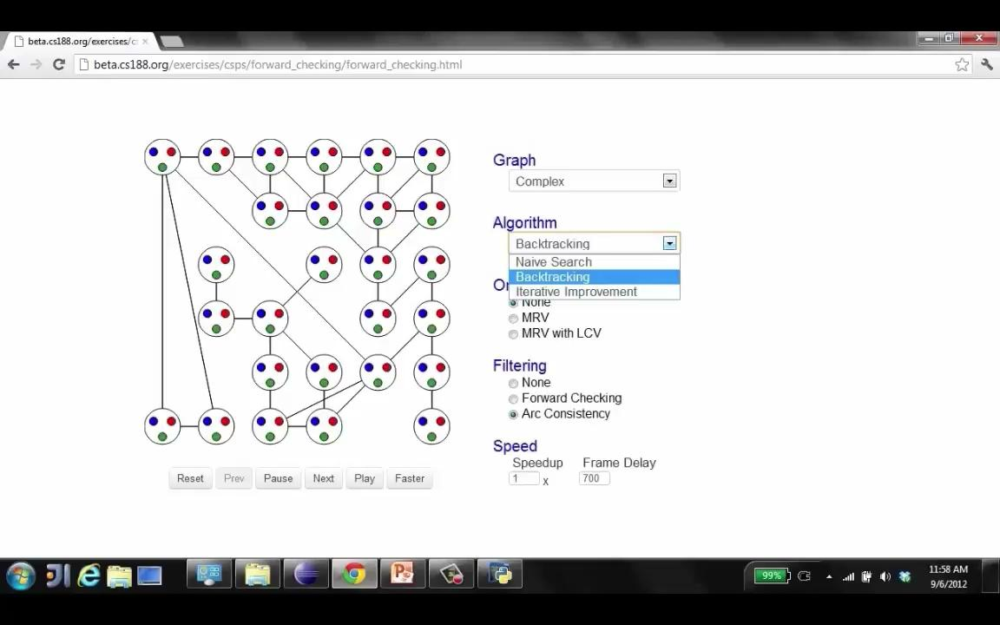 beta.cs188.org/exercises/c
beta.cs188.org/exercises/csps/forward_checking/forward_checking.html
Graph
Complex
Algorithm
Backtracking
Naive Search
Backtracking
Iterative Improvement
Or
None
MRV
MRV with LCV
Filtering
None
Forward Checking
Arc Consistency
Speed
Speedup Frame Delay
1 x 700
Reset Prev Pause Next Play Faster
99%
11:58 AM
9/6/2012